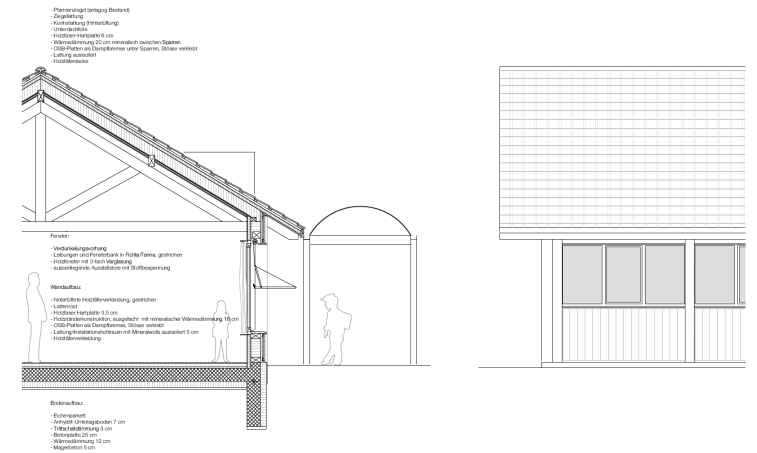 - Pfannenziegel (anlagog Bestand)
- Ziegellattung
- Konterlattung (Hinterlüftung)
- Unterdachfolie
- Holzfaser-Hartplatte 6 cm
- Wärmedämmung 20 cm mineralisch zwischen Sparren
- OSB-Platten als Dampfbremse unter Sparren, Stösse verklebt
- Lattung ausisoliert
- Holztäferdecke
Fenster:
- Verdunkelungsvorhang
- Leibungen und Fensterbank in Fichte/Tanne, gestrichen
- Holzfenster mit 3-fach Verglasung
- aussenliegende Ausstellstore mit Stoffbespannung
Wandaufbau:
- hinterlüftete Holztäferverkleidung, gestrichen
- Lattenrost
- Holzfaser Hartplatte 3.5 cm
- Holzständerkonstruktion, ausgefacht mit mineralischer Wärmedämmung 18 cm
- OSB-Platten als Dampfbremse, Stösse verklebt
- Lattung/Installationshohlraum mit Mineralwolle ausisoliert 5 cm
- Holztäferverkleidung
Bodenaufbau:
- Eichenparkett
- Anhydrit-Unterlagsboden 7 cm
- Trittschalldämmung 3 cm
- Betonplatte 25 cm
- Wärmedämmung 12 cm
- Magerbeton 5 cm